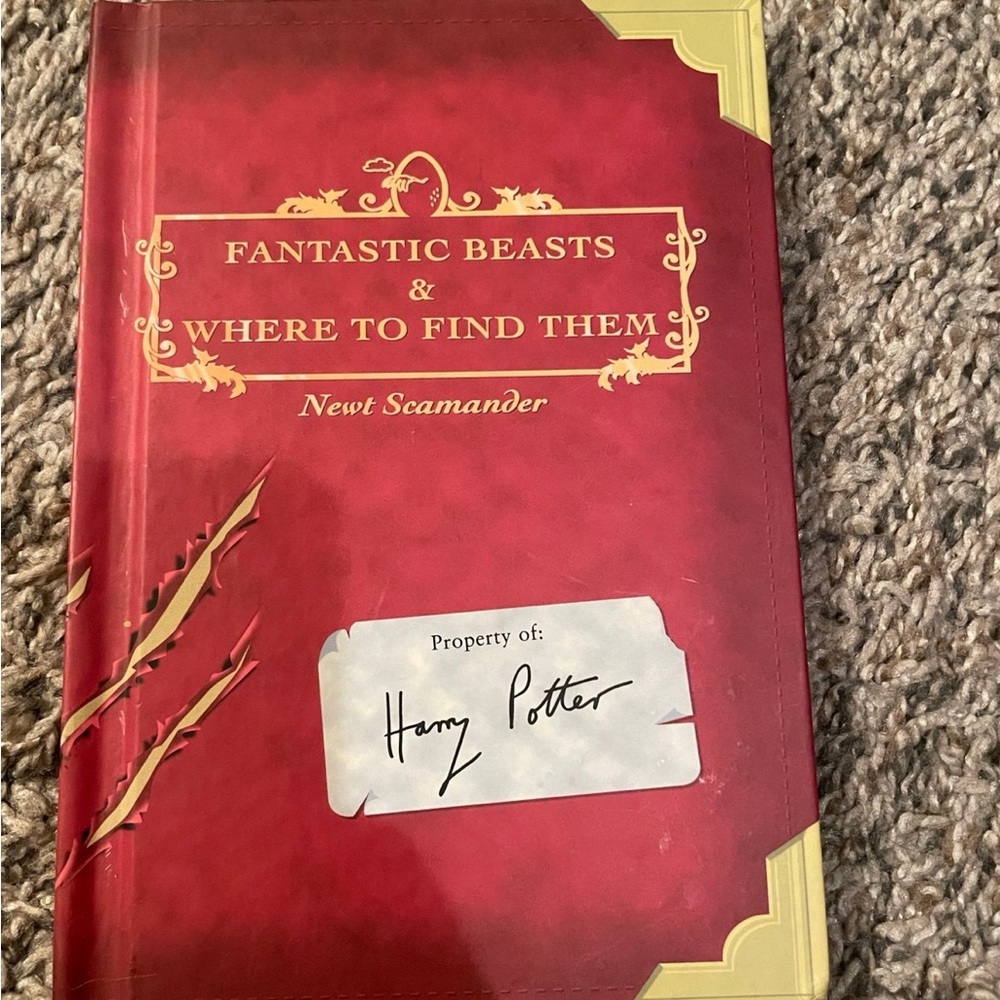 FANTASTIC BEASTS
&
WHERE TO FIND THEM
Newt Scamander
Property of:
Harry Potter